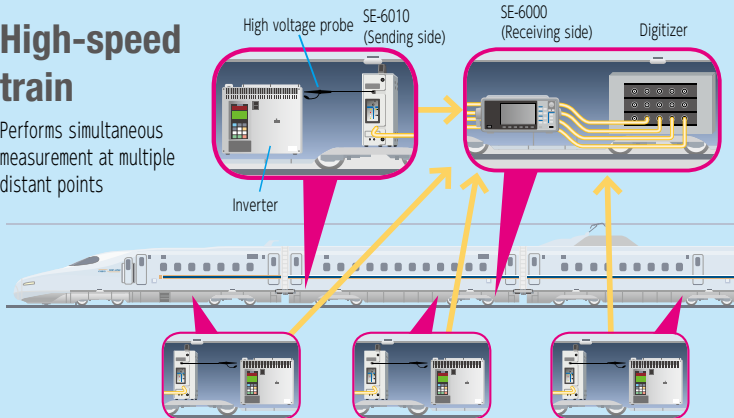 High-speed
train
Performs simultaneous
measurement at multiple
distant points
High voltage probe
SE-6010
(Sending side)
SE-6000
(Receiving side)
Digitizer
Inverter